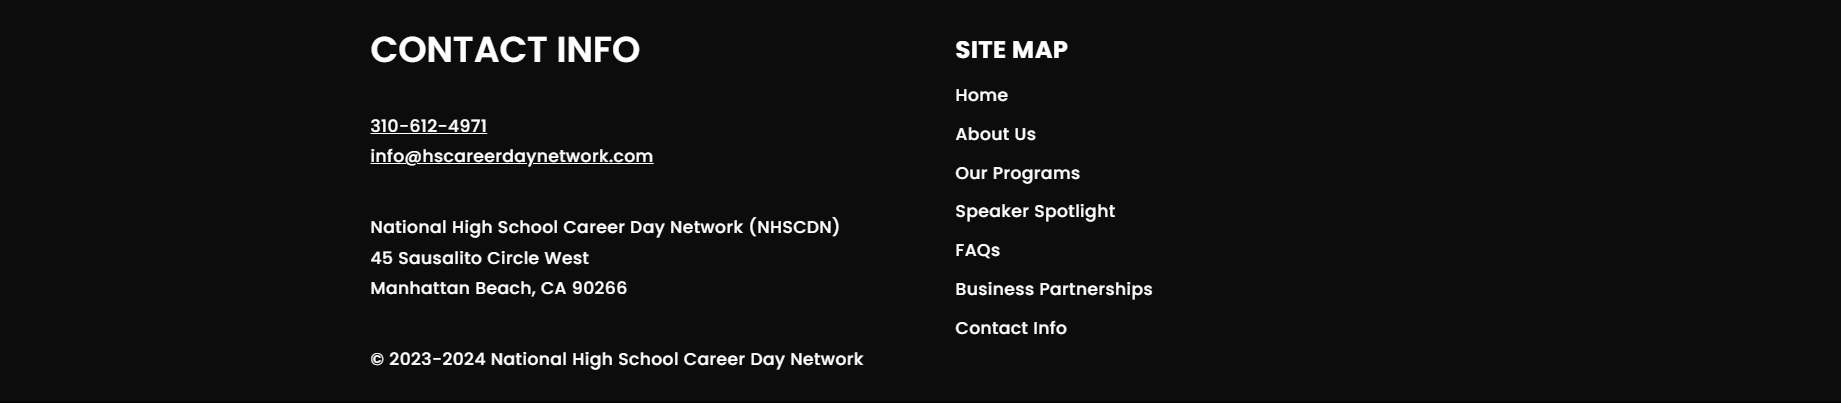 CONTACT INFO
310-612-4971
info@hscareerdaynetwork.com
National High School Career Day Network (NHSCDN)
45 Sausalito Circle West
Manhattan Beach, CA 90266
© 2023-2024 National High School Career Day Network
SITE MAP
Home
About Us
Our Programs
Speaker Spotlight
FAQs
Business Partnerships
Contact Info